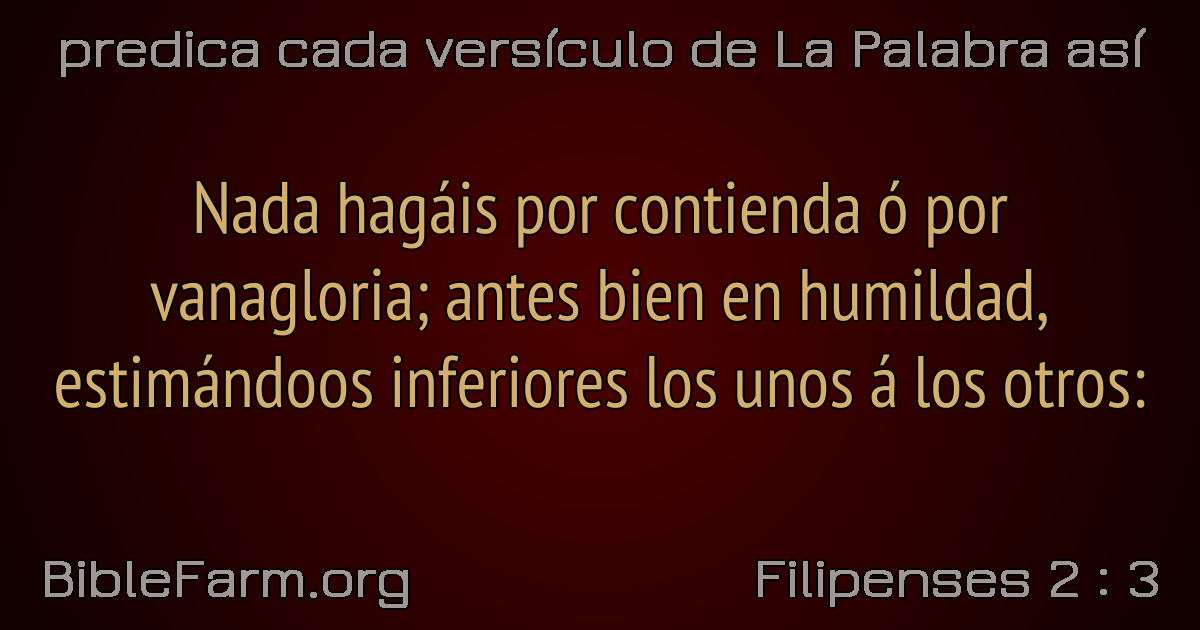 predica cada versículo de La Palabra así
Nada hagáis por contienda ó por
vanagloria; antes bien en humildad,
estimándoos inferiores los unos á los otros:
BibleFarm.org
Filipenses 2 : 3